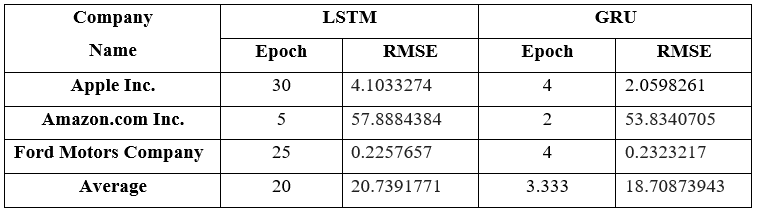 Company Name LSTM GRU
Epoch RMSE Epoch RMSE
Apple Inc. 30 4.1033274 4 2.0598261
Amazon.com Inc. 5 57.8884384 2 53.8340705
Ford Motors Company 25 0.2257657 4 0.2323217
Average 20 20.7391771 3.333 18.70873943